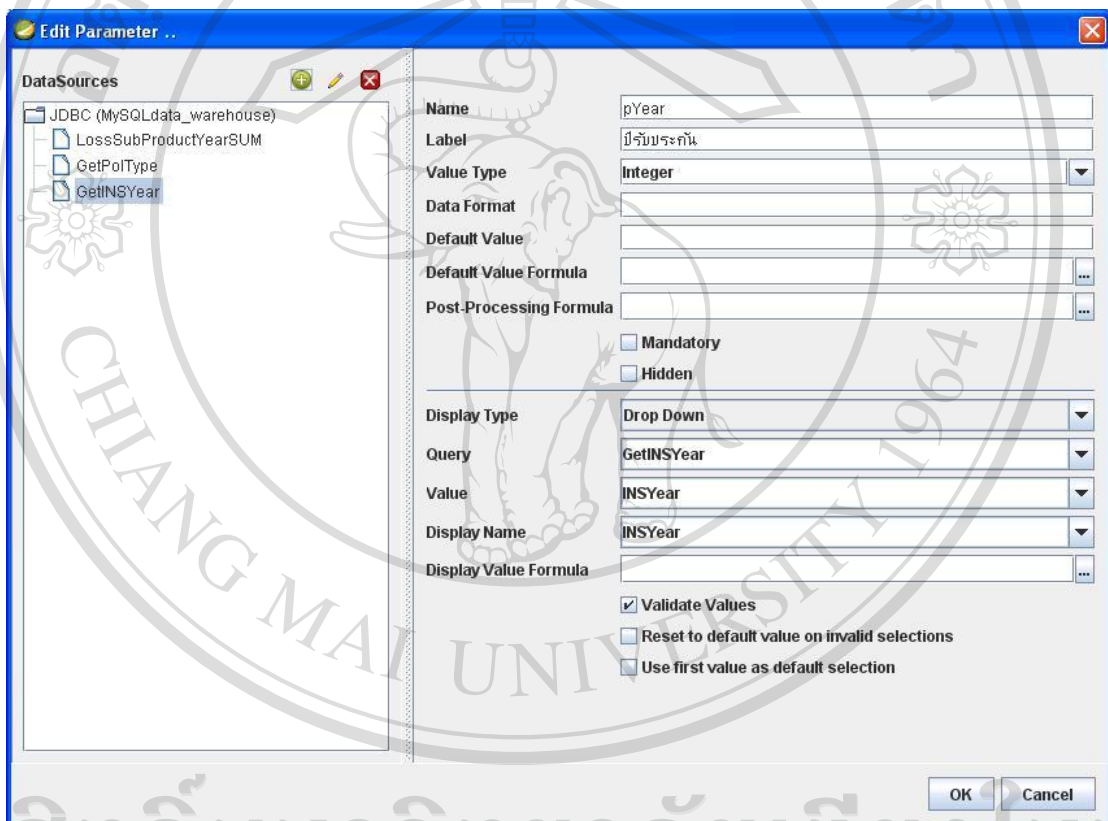 Edit Parameter ..
DataSources
JDBC (MySQLdata_warehouse)
LossSubProductYearSUM
GetPolType
GetINSYear
Name pYear
Label ปีรับประกัน
Value Type Integer
Data Format
Default Value
Default Value Formula ...
Post-Processing Formula ...
Mandatory
Hidden
Display Type Drop Down
Query GetINSYear
Value INSYear
Display Name INSYear
Display Value Formula ...
Validate Values
Reset to default value on invalid selections
Use first value as default selection
OK Cancel
CHIANG MAI UNIVERSITY 1964